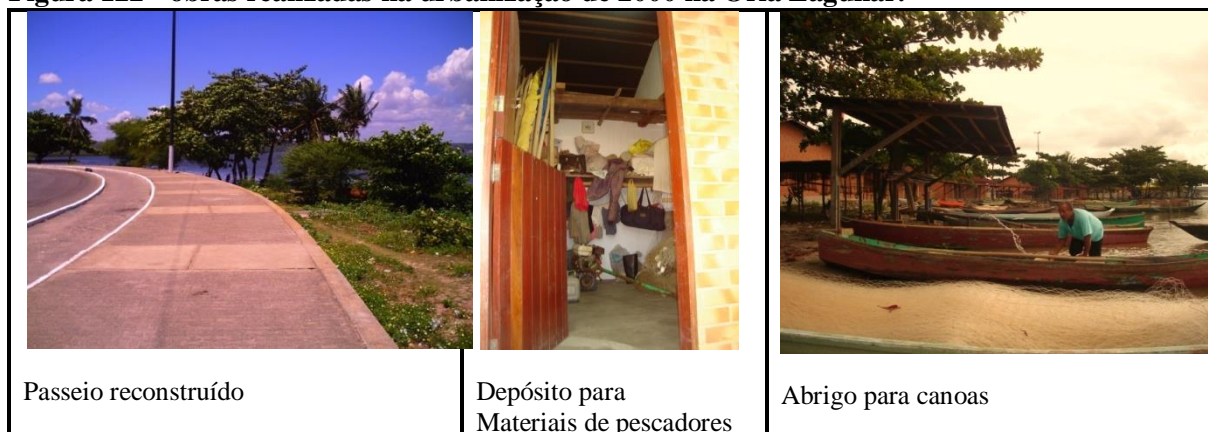 Passeio reconstruído
Depósito para
Materiais de pescadores
Abrigo para canoas